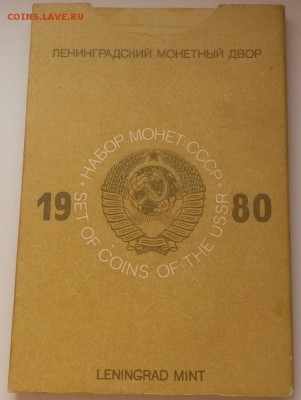 COINS.LAVE.RU
ЛЕНИНГРАДСКИЙ МОНЕТНЫЙ ДВОР
• НАБОР МОНЕТ СССР •
19 80
SET OF COINS OF THE USSR
LENINGRAD MINT